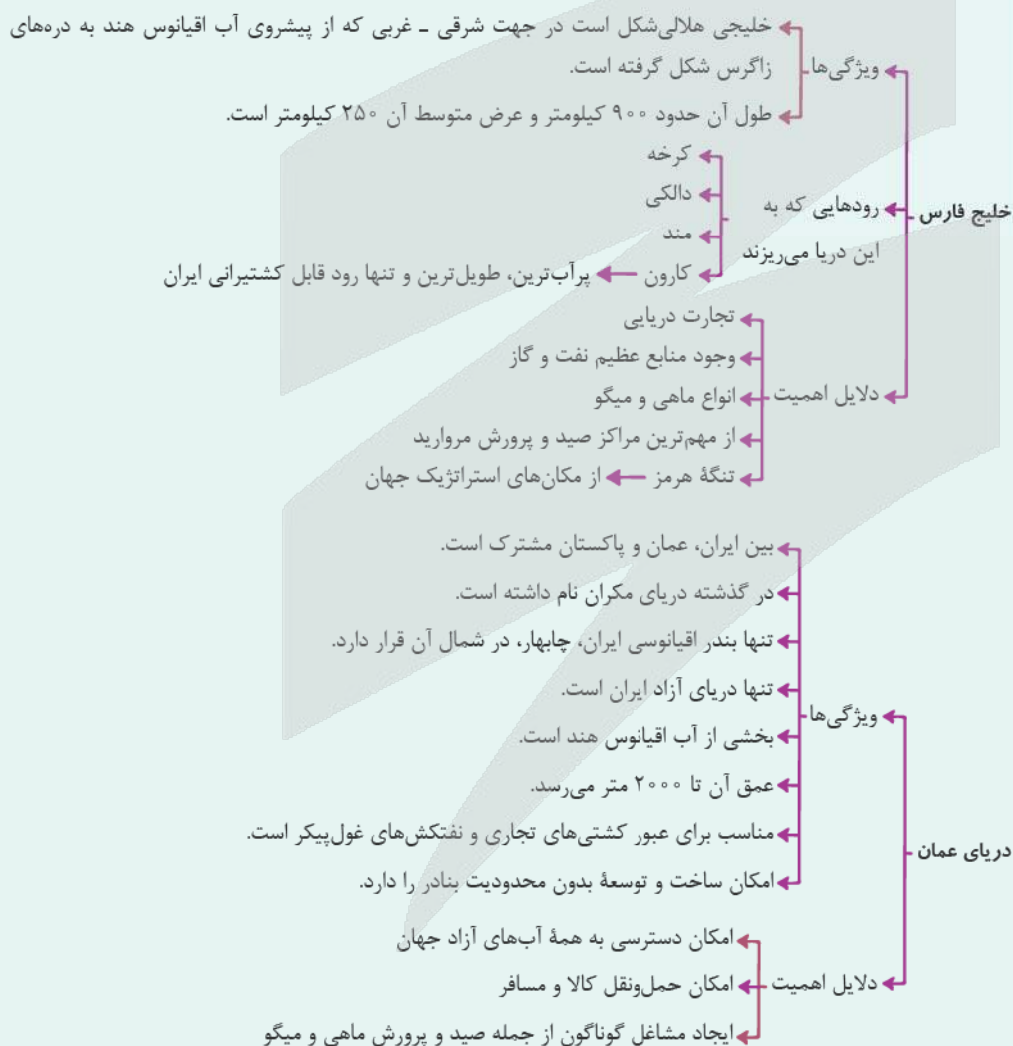 خلیج فارس
ویژگی‌ها
خلیجی هلالی‌شکل است در جهت شرقی ـ غربی که از پیشروی آب اقیانوس هند به دره‌های
زاگرس شکل گرفته است.
طول آن حدود ۹۰۰ کیلومتر و عرض متوسط آن ۲۵۰ کیلومتر است.
رودهایی که به
این دریا می‌ریزند
کرخه
دالکی
مند
کارون
پرآب‌ترین، طویل‌ترین و تنها رود قابل کشتیرانی ایران
دلایل اهمیت
تجارت دریایی
وجود منابع عظیم نفت و گاز
انواع ماهی و میگو
از مهم‌ترین مراکز صید و پرورش مروارید
تنگهٔ هرمز
از مکان‌های استراتژیک جهان
دریای عمان
ویژگی‌ها
بین ایران، عمان و پاکستان مشترک است.
در گذشته دریای مکران نام داشته است.
تنها بندر اقیانوسی ایران، چابهار، در شمال آن قرار دارد.
تنها دریای آزاد ایران است.
بخشی از آب اقیانوس هند است.
عمق آن تا ۲۰۰۰ متر می‌رسد.
مناسب برای عبور کشتی‌های تجاری و نفتکش‌های غول‌پیکر است.
امکان ساخت و توسعهٔ بدون محدودیت بنادر را دارد.
دلایل اهمیت
امکان دسترسی به همهٔ آب‌های آزاد جهان
امکان حمل‌ونقل کالا و مسافر
ایجاد مشاغل گوناگون از جمله صید و پرورش ماهی و میگو